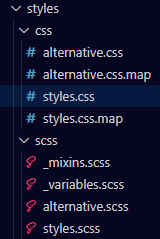 styles
css
alternative.css
alternative.css.map
styles.css
styles.css.map
scss
_mixins.scss
_variables.scss
alternative.scss
styles.scss